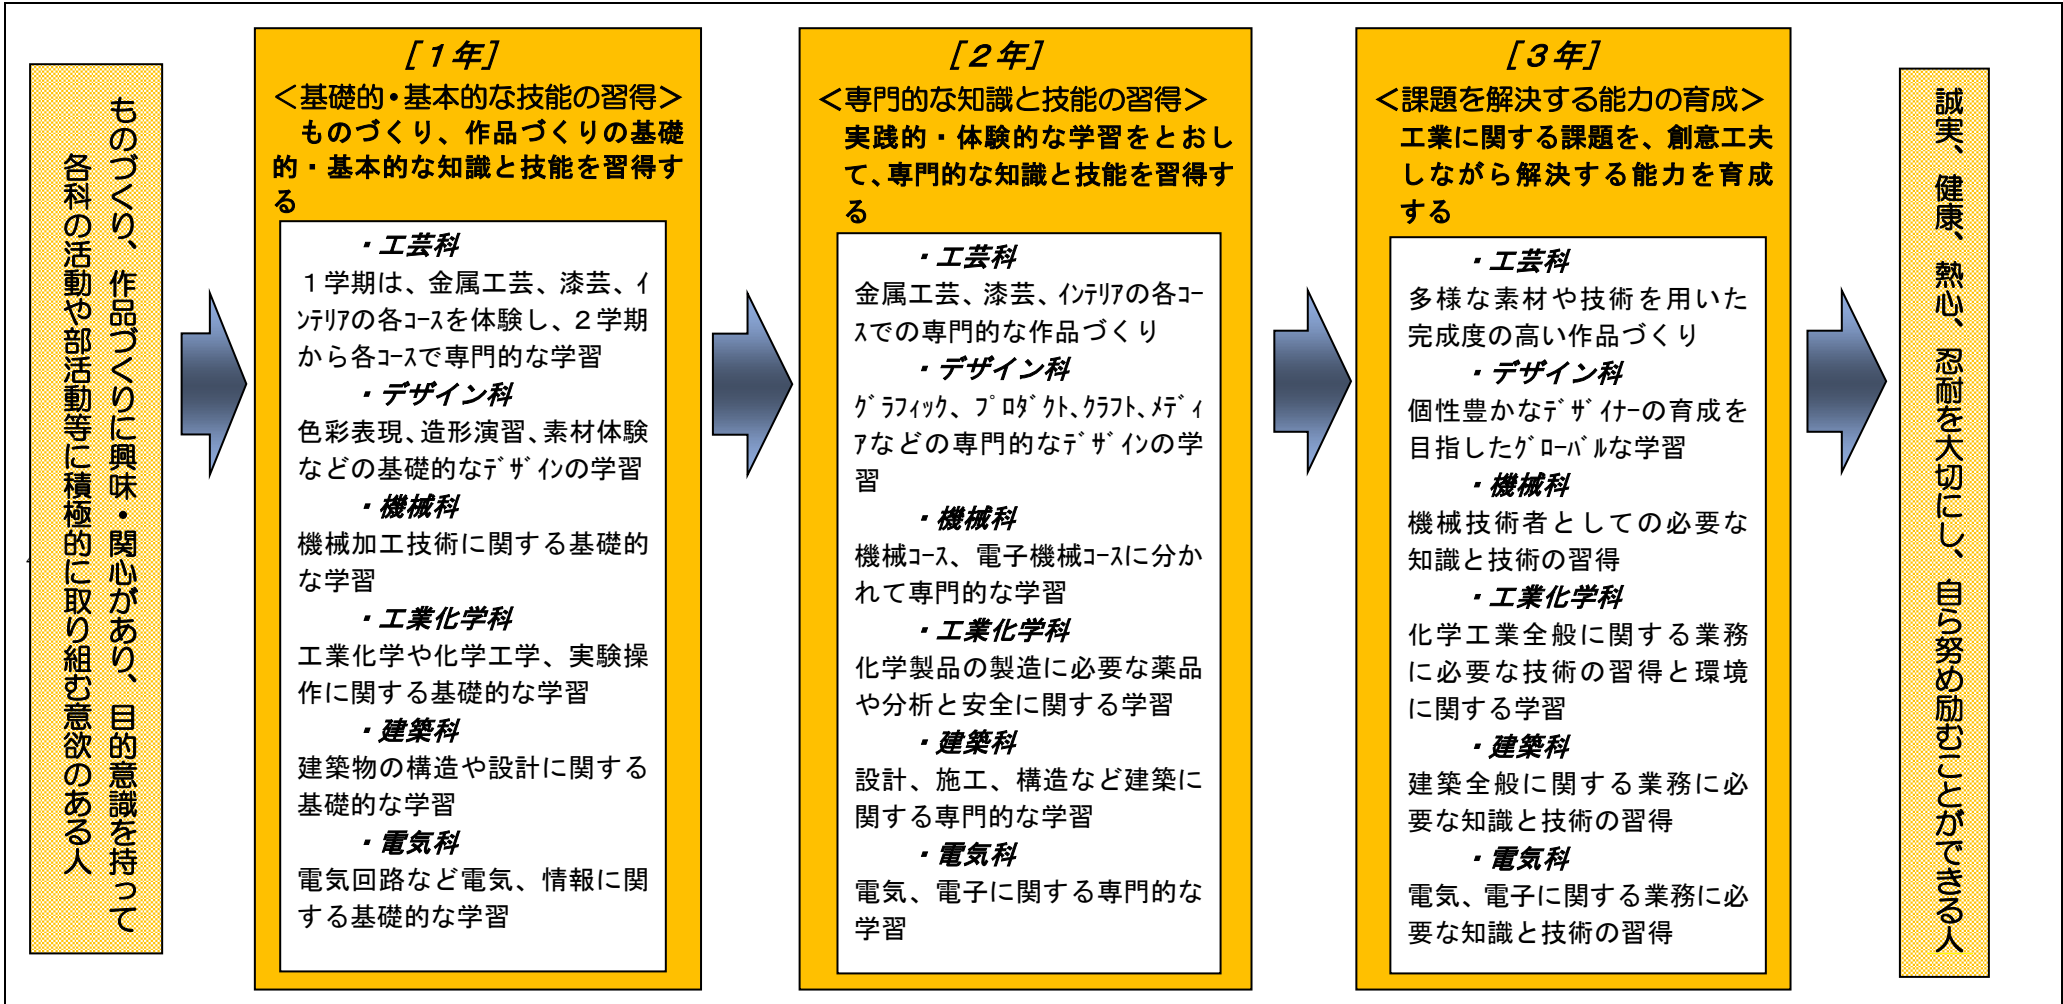 ものづくり、作品づくりに興味・関心があり、目的意識を持って
各科の活動や部活動等に積極的に取り組む意欲のある人
［１年］
＜基礎的・基本的な技能の習得＞
ものづくり、作品づくりの基礎
的・基本的な知識と技能を習得す
る
・工芸科
１学期は、金属工芸、漆芸、ｲ
ﾝﾃﾘｱの各ｺｰｽを体験し、２学期
から各ｺｰｽで専門的な学習
・デザイン科
色彩表現、造形演習、素材体験
などの基礎的なﾃﾞｻﾞｲﾝの学習
・機械科
機械加工技術に関する基礎的
な学習
・工業化学科
工業化学や化学工学、実験操
作に関する基礎的な学習
・建築科
建築物の構造や設計に関する
基礎的な学習
・電気科
電気回路など電気、情報に関
する基礎的な学習
［２年］
＜専門的な知識と技能の習得＞
実践的・体験的な学習をとおし
て、専門的な知識と技能を習得す
る
・工芸科
金属工芸、漆芸、ｲﾝﾃﾘｱの各ｺｰ
ｽでの専門的な作品づくり
・デザイン科
ｸﾞﾗﾌｨｯｸ、ﾌﾟﾛﾀﾞｸﾄ、ｸﾗﾌﾄ、ﾒﾃﾞｨ
ｱなどの専門的なﾃﾞｻﾞｲﾝの学
習
・機械科
機械ｺｰｽ、電子機械ｺｰｽに分か
れて専門的な学習
・工業化学科
化学製品の製造に必要な薬品
や分析と安全に関する学習
・建築科
設計、施工、構造など建築に
関する専門的な学習
・電気科
電気、電子に関する専門的な
学習
［３年］
＜課題を解決する能力の育成＞
工業に関する課題を、創意工夫
しながら解決する能力を育成
する
・工芸科
多様な素材や技術を用いた
完成度の高い作品づくり
・デザイン科
個性豊かなﾃﾞｻﾞｲﾅｰの育成を
目指したｸﾞﾛｰﾊﾞﾙな学習
・機械科
機械技術者としての必要な
知識と技術の習得
・工業化学科
化学工業全般に関する業務
に必要な技術の習得と環境
に関する学習
・建築科
建築全般に関する業務に必
要な知識と技術の習得
・電気科
電気、電子に関する業務に必
要な知識と技術の習得
誠実、健康、熱心、忍耐を大切にし、自ら努め励むことができる人